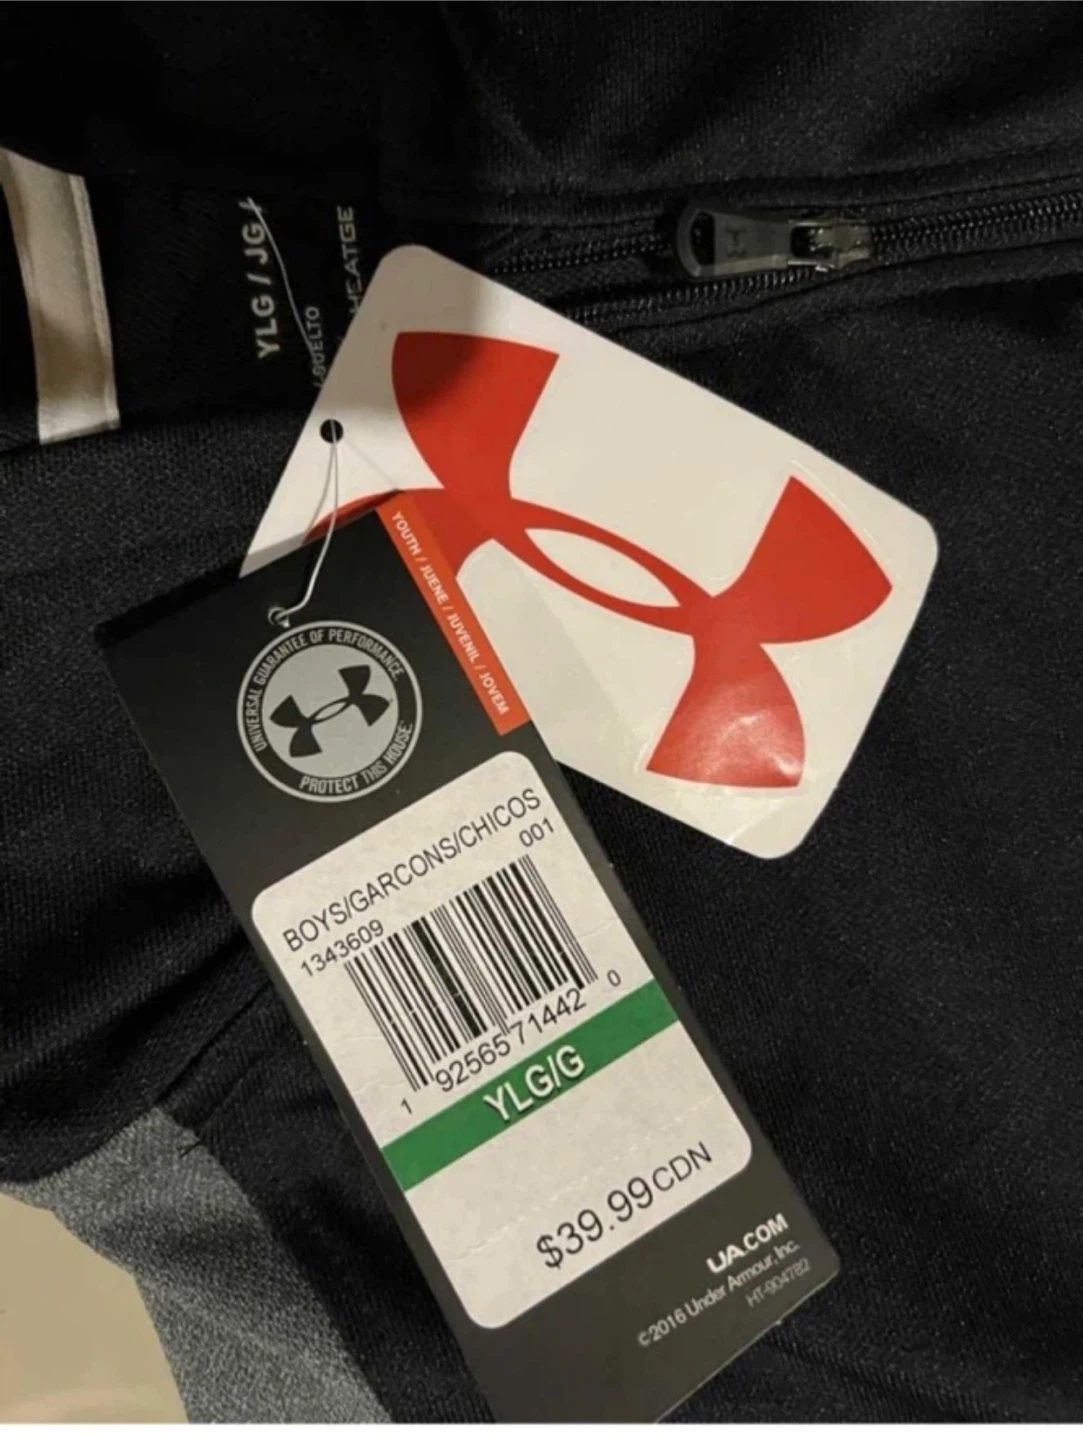 YLG / JG
HEATGE
YOUTH / JUENE / JUVENIL / JOVEM
UNIVERSAL GUARANTEE OF PERFORMANCE
PROTECT THIS HOUSE
BOYS/GARCONS/CHICOS
1343609
001
1 92565 71442 0
YLG/G
$39.99CDN
UA.COM
©2016 Under Armour, Inc.
HT-904782